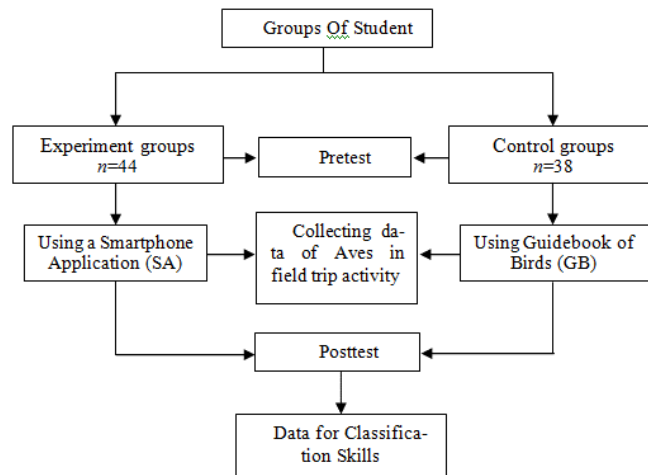 Groups Of Student
Experiment groups
n=44
Pretest
Control groups
n=38
Using a Smartphone
Application (SA)
Collecting da-
ta of Aves in
field trip activity
Using Guidebook of
Birds (GB)
Posttest
Data for Classifica-
tion Skills